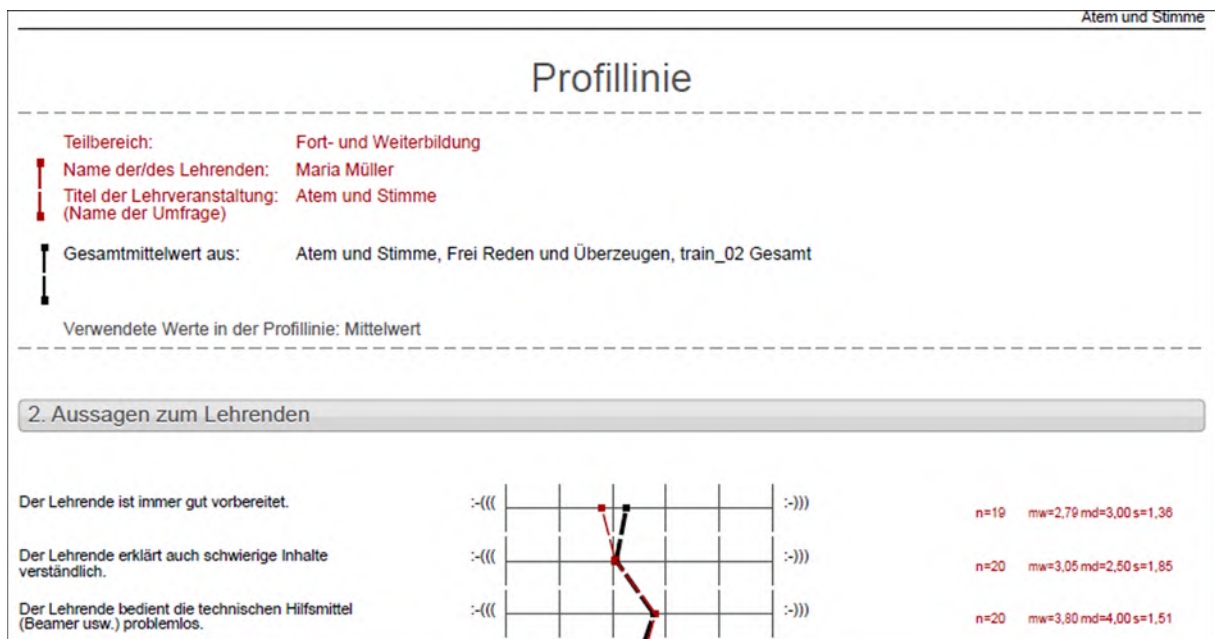 Atem und Stimme
Profillinie
Teilbereich: Fort- und Weiterbildung
Name der/des Lehrenden: Maria Müller
Titel der Lehrveranstaltung: Atem und Stimme
(Name der Umfrage)
Gesamtmittelwert aus: Atem und Stimme, Frei Reden und Überzeugen, train_02 Gesamt
Verwendete Werte in der Profillinie: Mittelwert
2. Aussagen zum Lehrenden
Der Lehrende ist immer gut vorbereitet. :-((( :-))) n=19 mw=2,79 md=3,00 s=1,36
Der Lehrende erklärt auch schwierige Inhalte
verständlich. :-((( :-))) n=20 mw=3,05 md=2,50 s=1,85
Der Lehrende bedient die technischen Hilfsmittel
(Beamer usw.) problemlos. :-((( :-))) n=20 mw=3,80 md=4,00 s=1,51